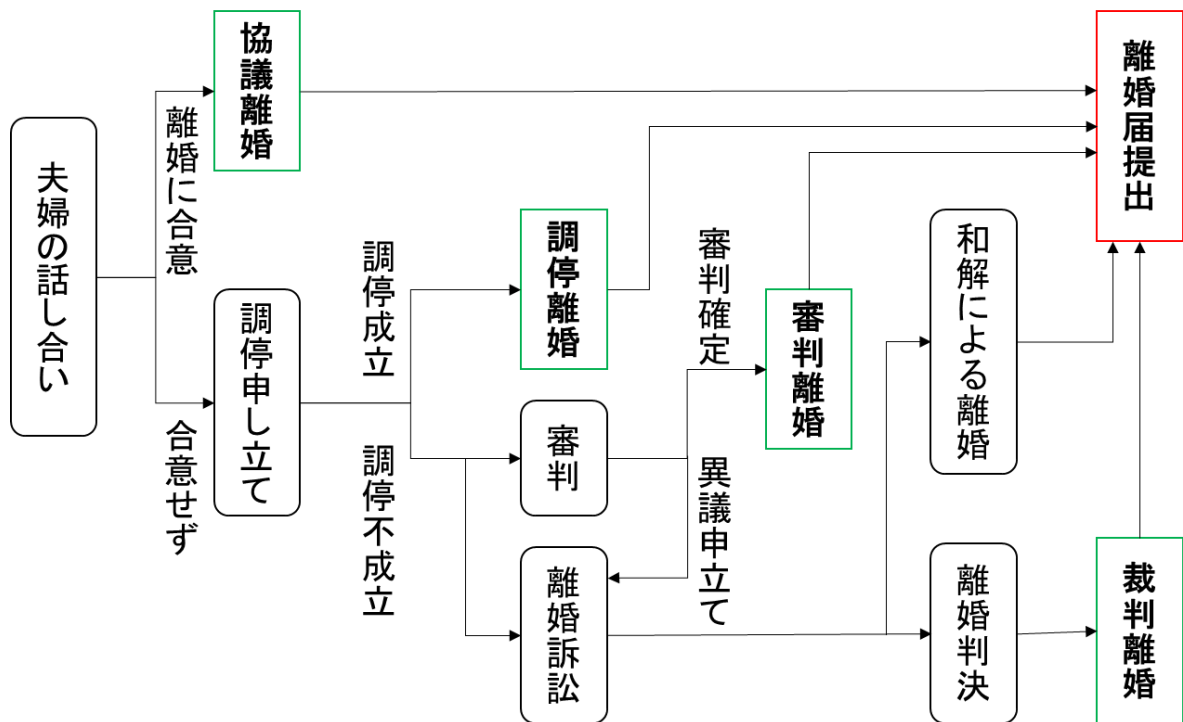 夫婦の話し合い
離婚に合意
合意せず
協議離婚
調停申し立て
調停成立
調停不成立
調停離婚
審判
離婚訴訟
審判確定
異議申立て
審判離婚
和解による離婚
離婚判決
離婚届提出
裁判離婚